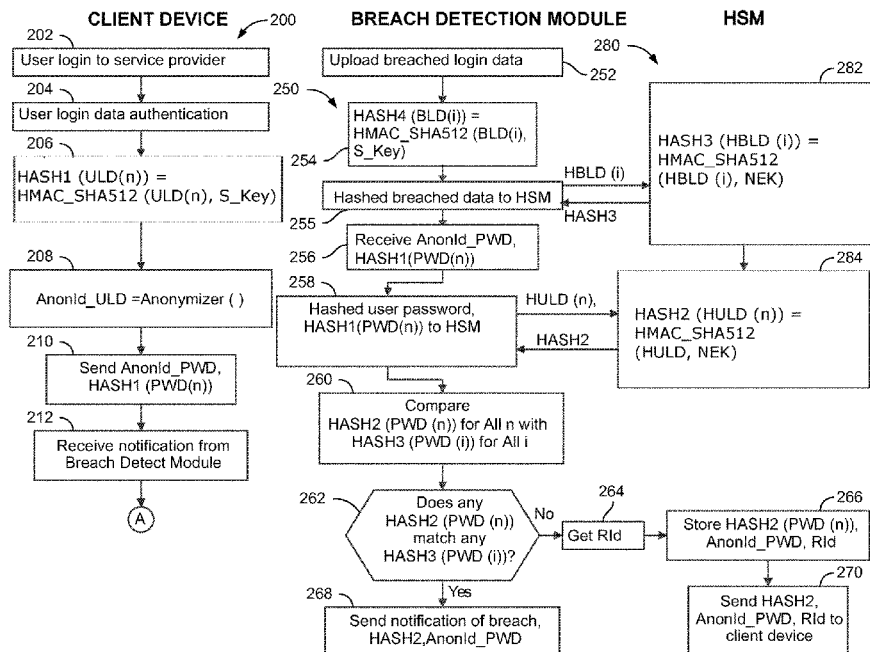 CLIENT DEVICE
200
202
User login to service provider
204
User login data authentication
206
HASH1 (ULD(n)) =
HMAC_SHA512 (ULD(n), S_Key)
208
AnonId_ULD =Anonymizer ( )
210
Send AnonId_PWD,
HASH1 (PWD(n))
212
Receive notification from
Breach Detect Module
A
BREACH DETECTION MODULE
Upload breached login data
252
250
HASH4 (BLD(i)) =
HMAC_SHA512 (BLD(i),
S_Key)
254
HBLD (i)
Hashed breached data to HSM
255
HASH3
256
Receive AnonId_PWD,
HASH1(PWD(n))
258
Hashed user password,
HASH1(PWD(n) to HSM
HULD (n),
HASH2
260
Compare
HASH2 (PWD (n)) for All n with
HASH3 (PWD (i)) for All i
262
Does any
HASH2 (PWD (n))
match any
HASH3 (PWD (i))?
No
264
Get RId
Yes
268
Send notification of breach,
HASH2,AnonId_PWD
HSM
280
282
HASH3 (HBLD (i)) =
HMAC_SHA512
(HBLD (i), NEK)
284
HASH2 (HULD (n)) =
HMAC_SHA512
(HULD, NEK)
266
Store HASH2 (PWD (n)),
AnonId_PWD, RId
270
Send HASH2,
AnonId_PWD, RId to
client device